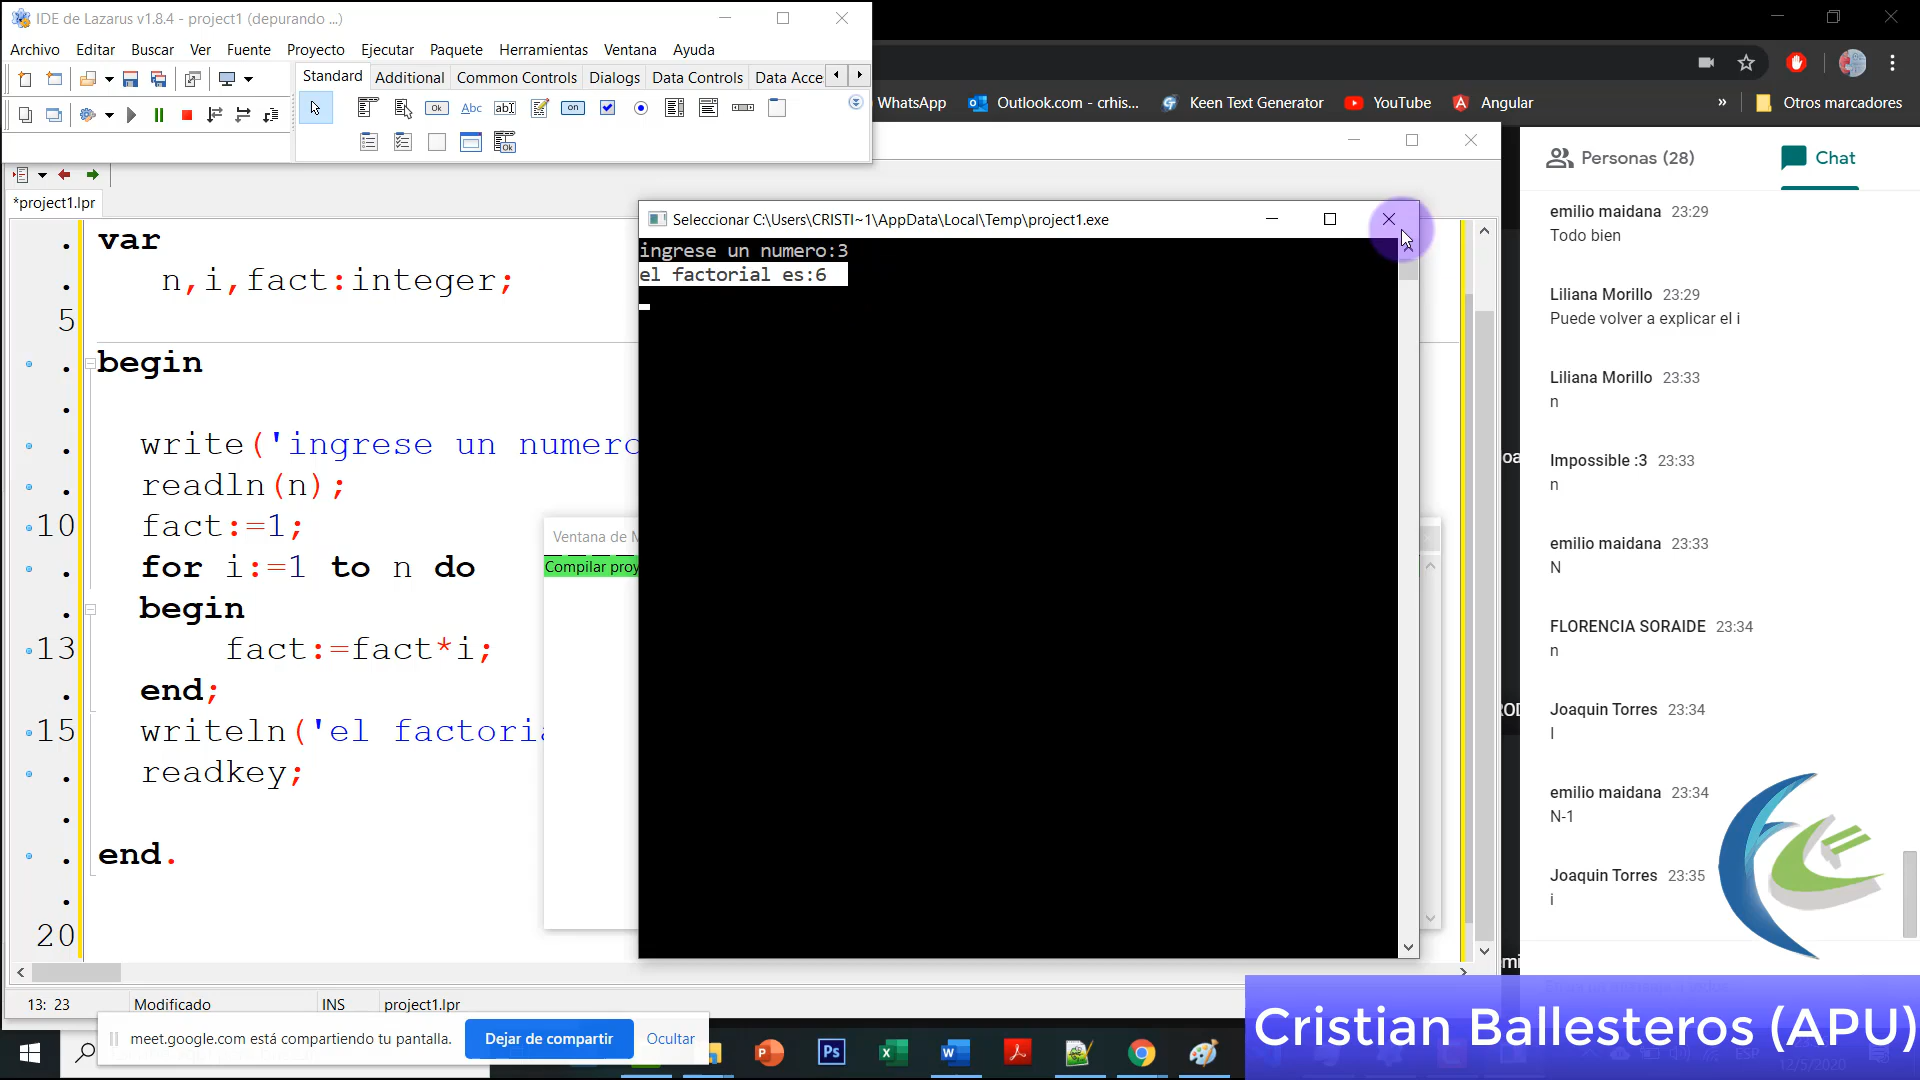 IDE de Lazarus v1.8.4 - project1 (depurando ...)
Archivo Editar Buscar Ver Fuente Proyecto Ejecutar Paquete Herramientas Ventana Ayuda
Standard Additional Common Controls Dialogs Data Controls Data Acce
WhatsApp Outlook.com - crhis... Keen Text Generator YouTube Angular » Otros marcadores
*project1.lpr
var
n,i,fact:integer;
5
begin
write('ingrese un numero
readln(n);
10 fact:=1;
for i:=1 to n do
begin
13 fact:=fact*i;
end;
15 writeln('el factoria
readkey;
end.
20
Ventana de M
Compilar proy
Seleccionar C:\Users\CRISTI~1\AppData\Local\Temp\project1.exe
ingrese un numero:3
el factorial es:6
Personas (28) Chat
emilio maidana 23:29
Todo bien
Liliana Morillo 23:29
Puede volver a explicar el i
Liliana Morillo 23:33
n
Impossible :3 23:33
n
emilio maidana 23:33
N
FLORENCIA SORAIDE 23:34
n
Joaquin Torres 23:34
I
emilio maidana 23:34
N-1
Joaquin Torres 23:35
i
13: 23 Modificado INS project1.lpr
meet.google.com está compartiendo tu pantalla. Dejar de compartir Ocultar
Cristian Ballesteros (APU)
12/5/2020